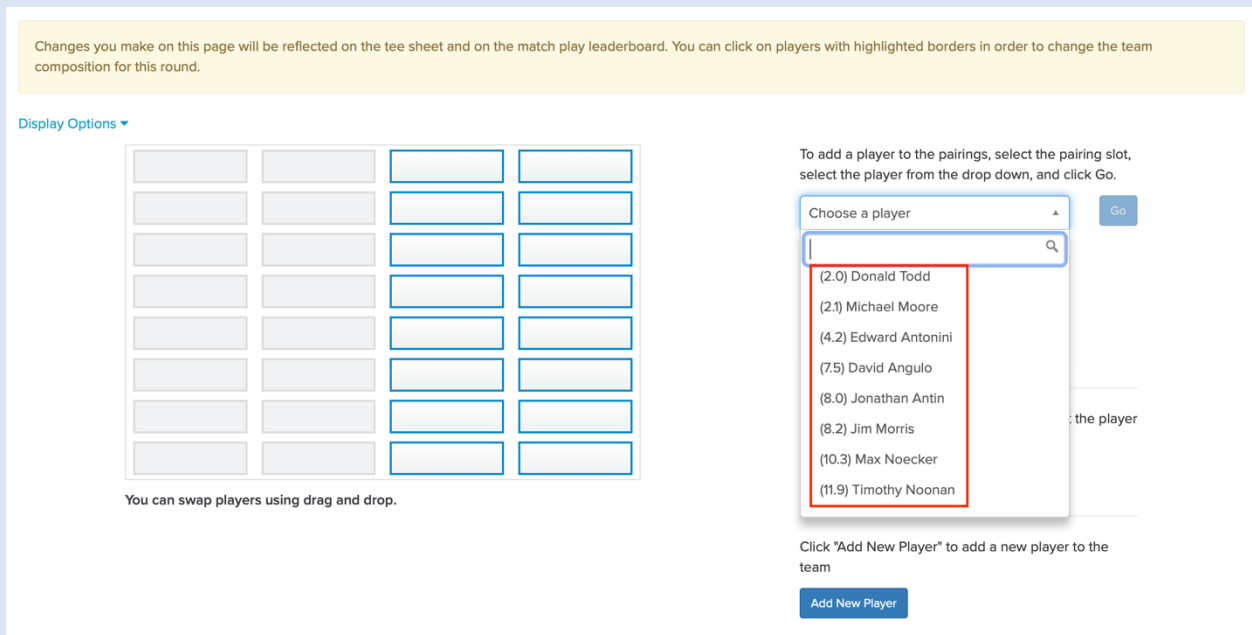 Changes you make on this page will be reflected on the tee sheet and on the match play leaderboard. You can click on players with highlighted borders in order to change the team
composition for this round.
Display Options
To add a player to the pairings, select the pairing slot,
select the player from the drop down, and click Go.
Choose a player
Go
(2.0) Donald Todd
(2.1) Michael Moore
(4.2) Edward Antonini
(7.5) David Angulo
(8.0) Jonathan Antin
(8.2) Jim Morris
(10.3) Max Noecker
(11.9) Timothy Noonan
the player
You can swap players using drag and drop.
Click "Add New Player" to add a new player to the
team
Add New Player